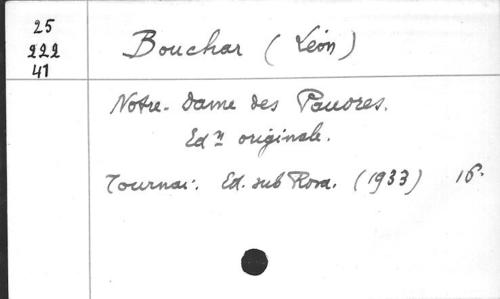 25
222
41
Bouchar (Léon)
Notre-Dame des Pauvres.
Edn originale.
Tournai: Ed. sub Rosa. (1933) 16°